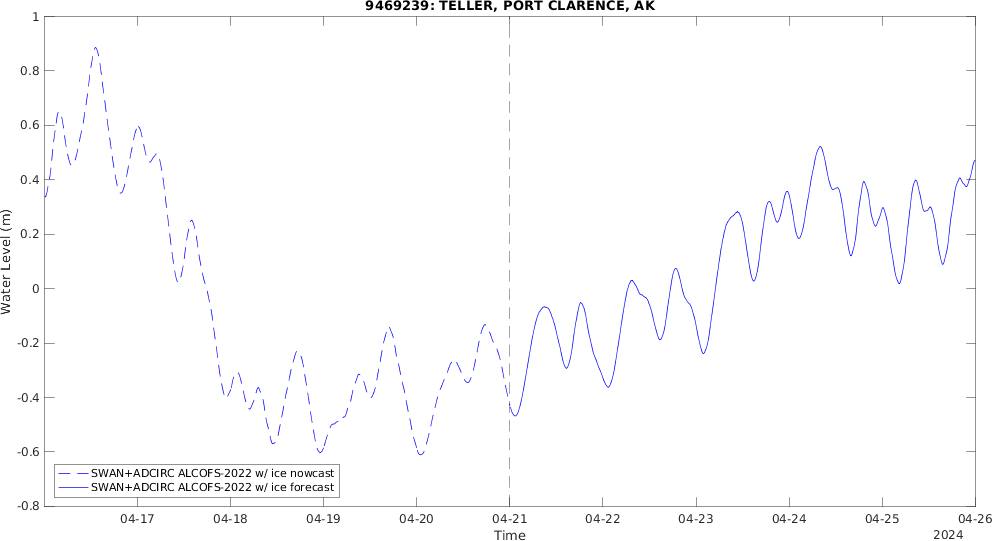 9469239: TELLER, PORT CLARENCE, AK
1
0.8
0.6
0.4
0.2
0
-0.2
-0.4
-0.6
-0.8
Water Level (m)
SWAN+ADCIRC ALCOFS-2022 w/ ice nowcast
SWAN+ADCIRC ALCOFS-2022 w/ ice forecast
04-17 04-18 04-19 04-20 04-21 04-22 04-23 04-24 04-25 04-26
Time
2024